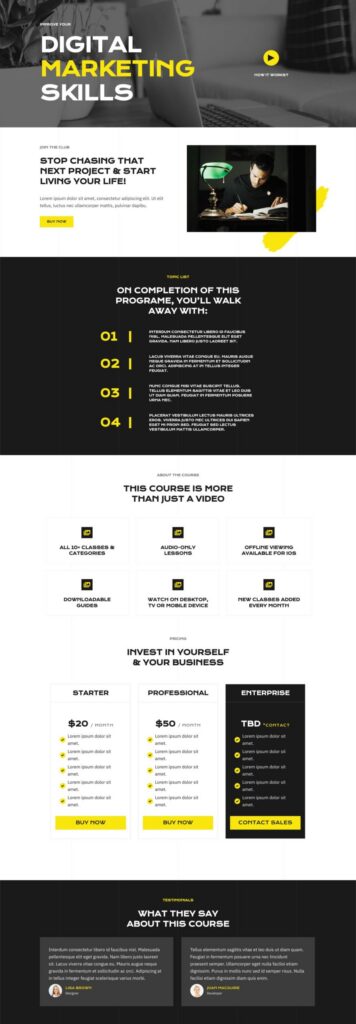 IMPROVE YOUR
DIGITAL
MARKETING
SKILLS
HOW IT WORKS?
JOIN THE CLUB
STOP CHASING THAT
NEXT PROJECT & START
LIVING YOUR LIFE!
Lorem ipsum dolor sit amet, consectetur adipiscing elit. Ut elit
tellus, luctus nec ullamcorper mattis, pulvinar dapibus.
BUY NOW
TOPIC LIST
ON COMPLETION OF THIS
PROGRAME, YOU'LL WALK
AWAY WITH:
01
INTERDUM CONSECTETUR LIBERO ID FAUCIBUS
NISL. MALESUADA PELLENTESQUE ELIT EGET
GRAVIDA. NAM LIBERO JUSTO LAOREET SIT.
02
LACUS VIVERRA VITAE CONGUE EU. MAURIS AUGUE
NEQUE GRAVIDA IN FERMENTUM ET SOLLICITUDIN
AC ORCI. ADIPISCING AT IN TELLUS INTEGER
FEUGIAT.
03
NUNC CONGUE NISI VITAE SUSCIPIT TELLUS.
TELLUS ELEMENTUM SAGITTIS VITAE ET LEO DUIS
UT DIAM QUAM. FEUGIAT IN FERMENTUM POSUERE
URNA NEC.
04
PLACERAT VESTIBULUM LECTUS MAURIS ULTRICES
EROS. VIVERRA JUSTO NEC ULTRICES DUI SAPIEN
EGET MI PROIN SED. FEUGIAT SED LECTUS
VESTIBULUM MATTIS ULLAMCORPER.
ABOUT THE COURSE
THIS COURSE IS MORE
THAN JUST A VIDEO
ALL 10+ CLASSES &
CATEGORIES
AUDIO-ONLY
LESSONS
OFFLINE VIEWING
AVAILABLE FOR IOS
DOWNLOADABLE
GUIDES
WATCH ON DESKTOP,
TV OR MOBILE DEVICE
NEW CLASSES ADDED
EVERY MONTH
PRICING
INVEST IN YOURSELF
& YOUR BUSINESS
STARTER
$20 / MONTH
Lorem ipsum dolor sit
amet.
Lorem ipsum dolor sit
amet.
Lorem ipsum dolor sit
amet.
Lorem ipsum dolor sit
amet.
Lorem ipsum dolor sit
amet.
BUY NOW
PROFESSIONAL
$50 / MONTH
Lorem ipsum dolor sit
amet.
Lorem ipsum dolor sit
amet.
Lorem ipsum dolor sit
amet.
Lorem ipsum dolor sit
amet.
Lorem ipsum dolor sit
amet.
BUY NOW
ENTERPRISE
TBD *CONTACT
Lorem ipsum dolor sit
amet.
Lorem ipsum dolor sit
amet.
Lorem ipsum dolor sit
amet.
Lorem ipsum dolor sit
amet.
Lorem ipsum dolor sit
amet.
CONTACT SALES
TESTIMONIALS
WHAT THEY SAY
ABOUT THIS COURSE
Interdum consectetur libero id faucibus nisl. Malesuada
pellentesque elit eget gravida. Nam libero justo laoreet
sit. Lacus viverra vitae congue eu. Mauris augue neque
gravida in fermentum et sollicitudin ac orci. Adipiscing at
in tellus integer feugiat scelerisque varius morbi.
LISA BROWN
Designer
Tellus elementum sagittis vitae et leo duis ut diam quam.
Feugiat in fermentum posuere urna nec tincidunt
praesent semper. Ullamcorper eget nulla facilisi etiam
dignissim. Purus in mollis nunc sed id semper risus. Nulla
facilisi etiam dignissim diam.
JOAN MACGUIRE
Developer